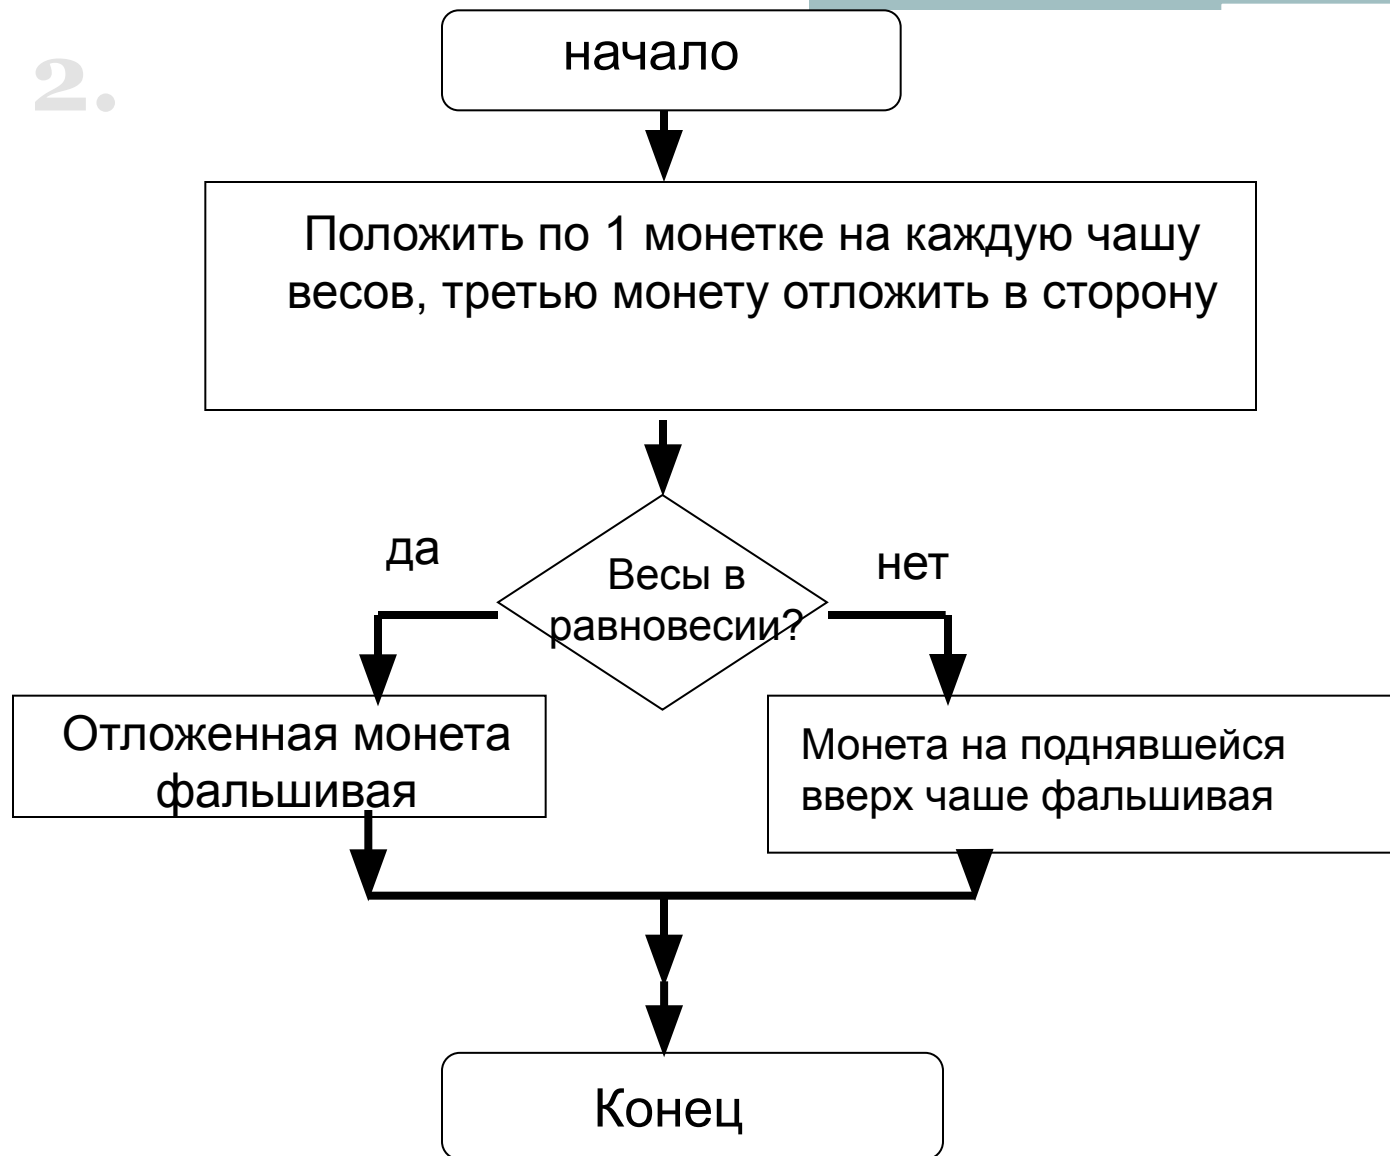 2.
начало
Положить по 1 монетке на каждую чашу
весов, третью монету отложить в сторону
да
нет
Весы в
равновесии?
Отложенная монета
фальшивая
Монета на поднявшейся
вверх чаше фальшивая
Конец